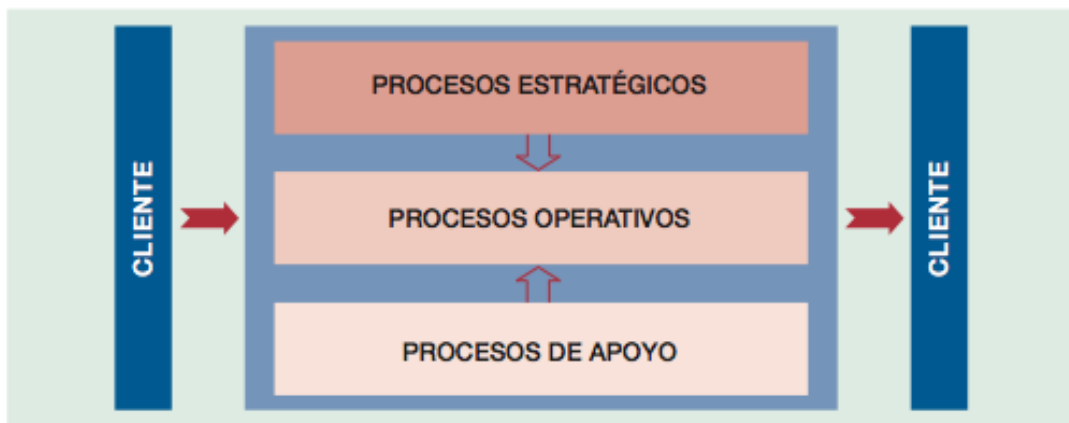 CLIENTE
PROCESOS ESTRATÉGICOS
PROCESOS OPERATIVOS
PROCESOS DE APOYO
CLIENTE